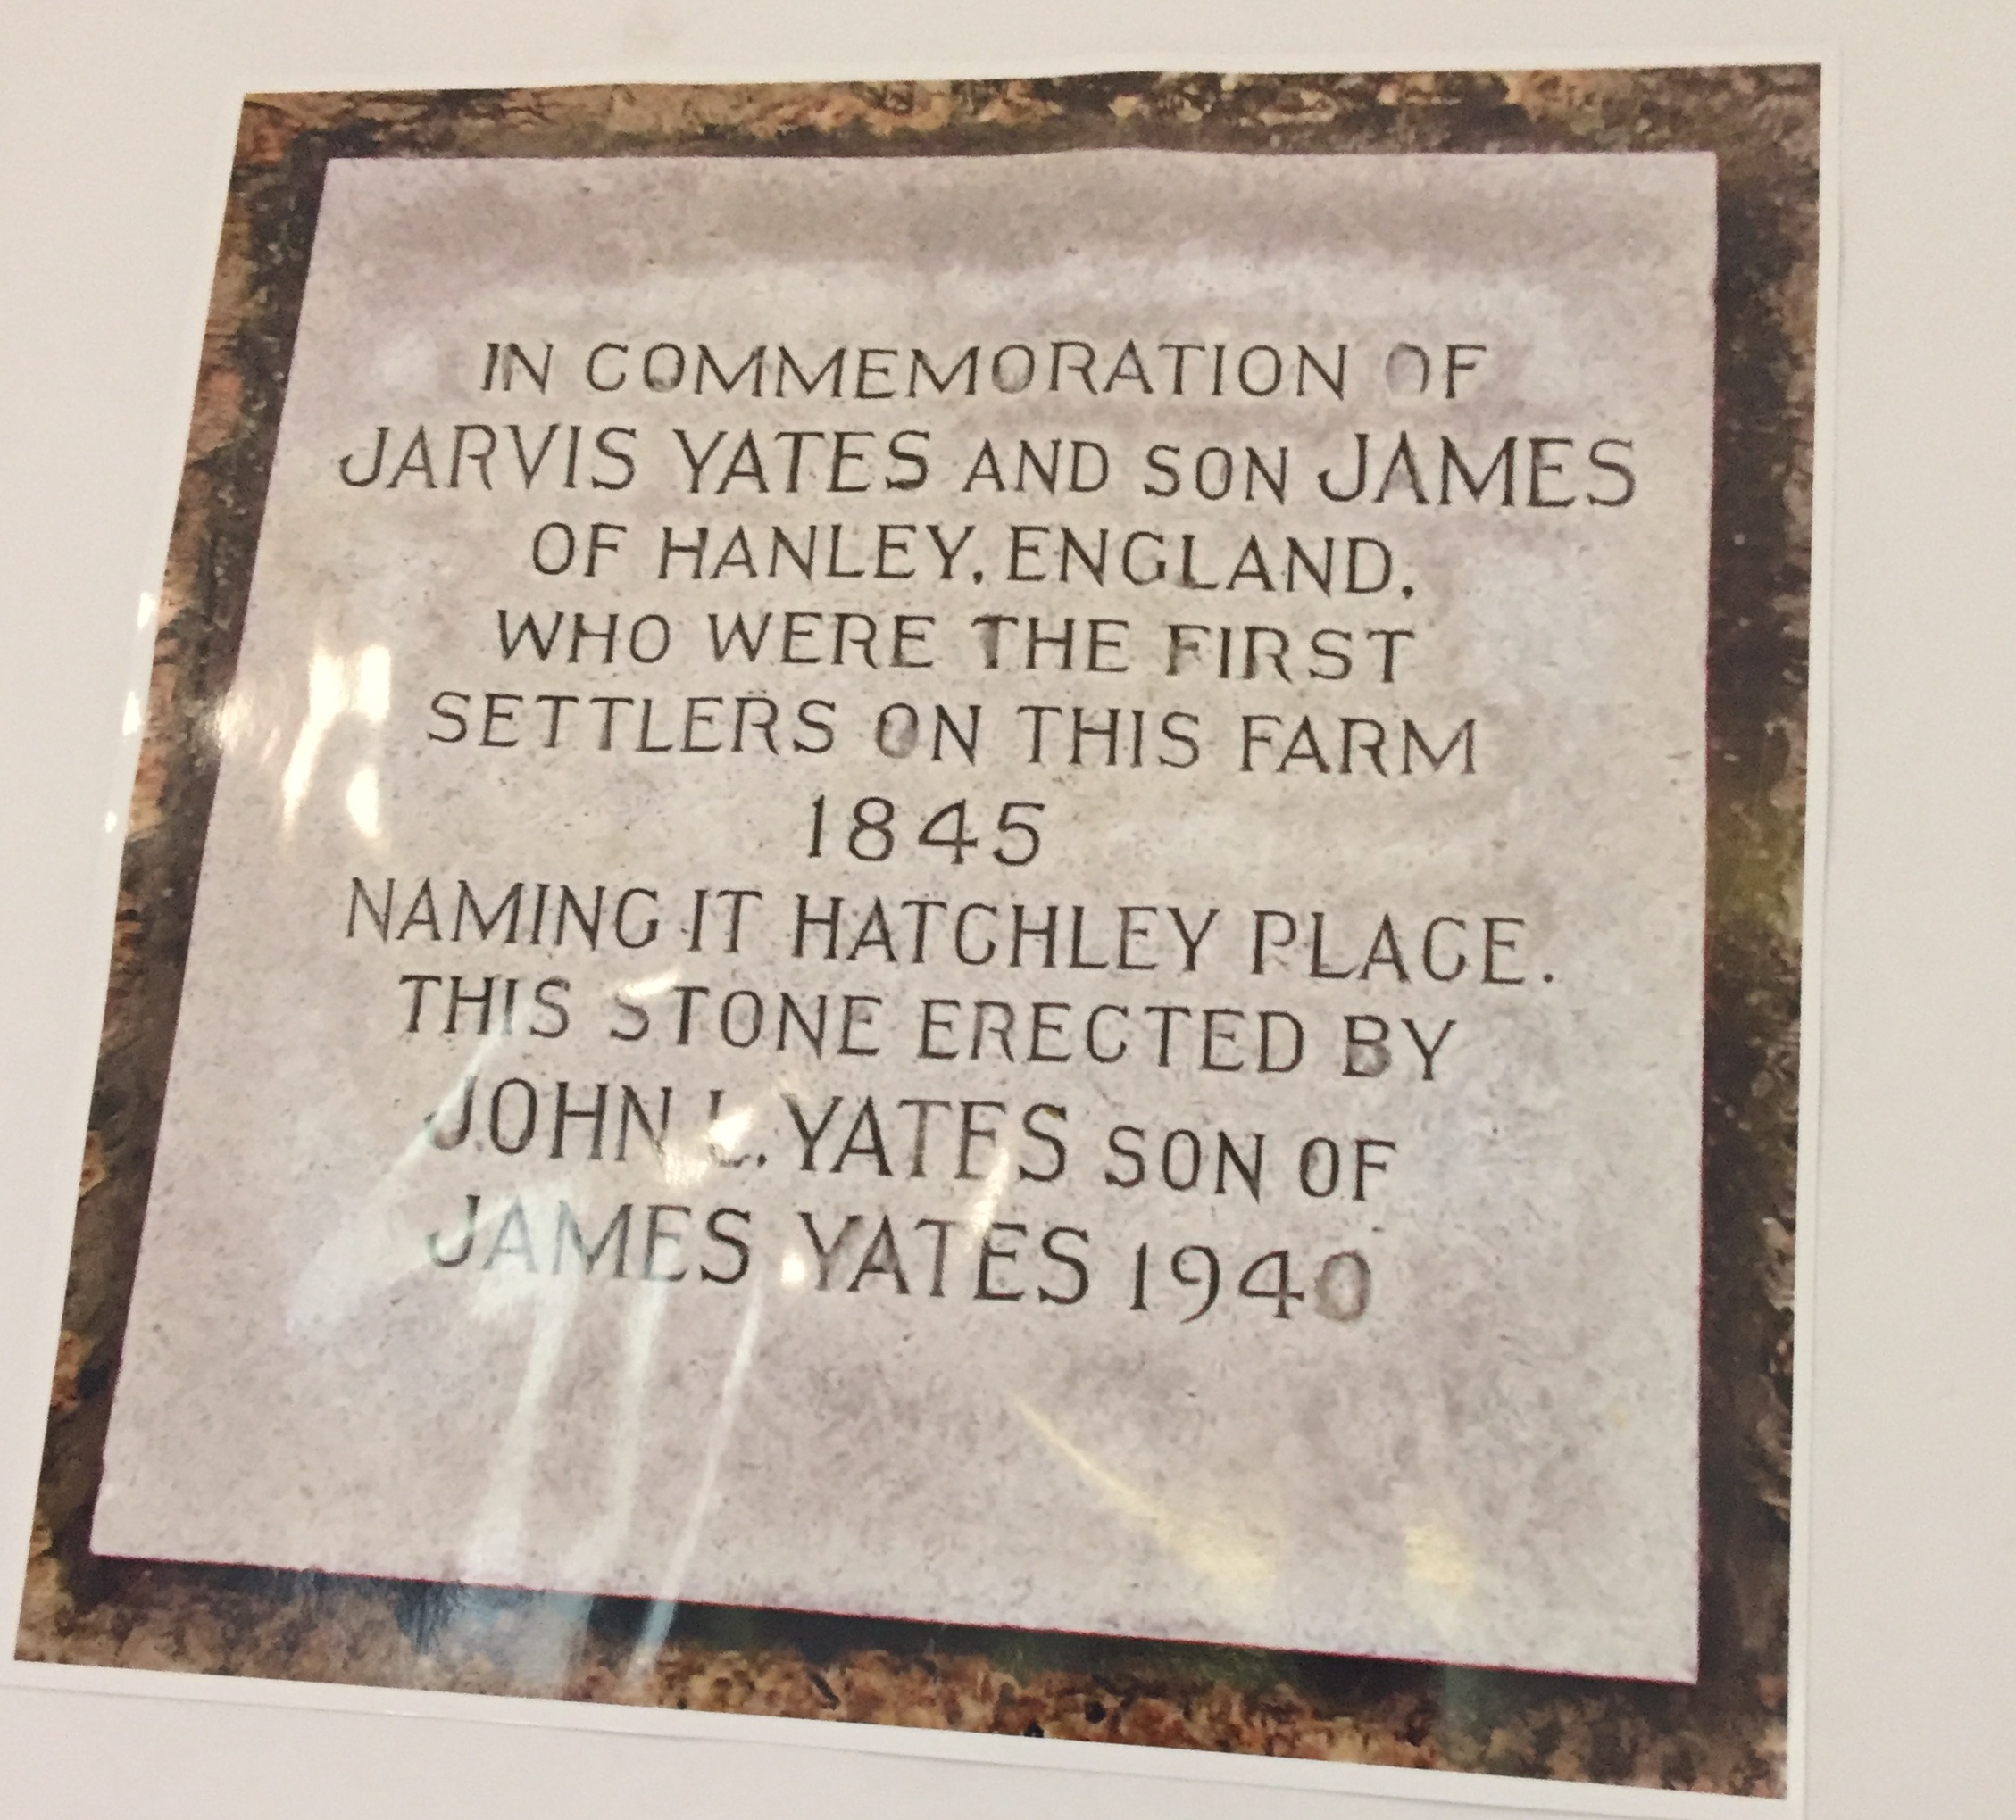 IN COMMEMORATION OF
JARVIS YATES AND SON JAMES
OF HANLEY, ENGLAND,
WHO WERE THE FIRST
SETTLERS ON THIS FARM
1845
NAMING IT HATCHLEY PLACE.
THIS STONE ERECTED BY
JOHN L. YATES SON OF
JAMES YATES 1940